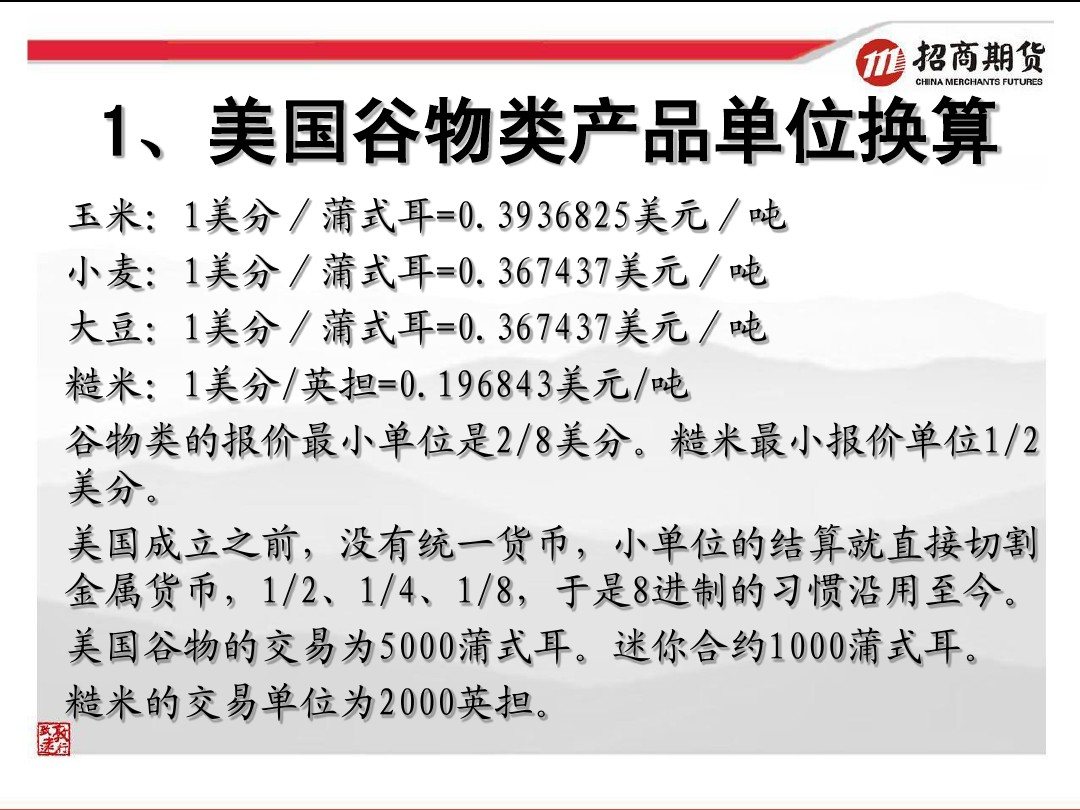 招商期货
CHINA MERCHANTS FUTURES
1、美国谷物类产品单位换算
玉米：1美分／蒲式耳=0.3936825美元／吨
小麦：1美分／蒲式耳=0.367437美元／吨
大豆：1美分／蒲式耳=0.367437美元／吨
糙米：1美分/英担=0.196843美元/吨
谷物类的报价最小单位是2/8美分。糙米最小报价单位1/2
美分。
美国成立之前，没有统一货币，小单位的结算就直接切割
金属货币，1/2、1/4、1/8，于是8进制的习惯沿用至今。
美国谷物的交易为5000蒲式耳。迷你合约1000蒲式耳。
糙米的交易单位为2000英担。